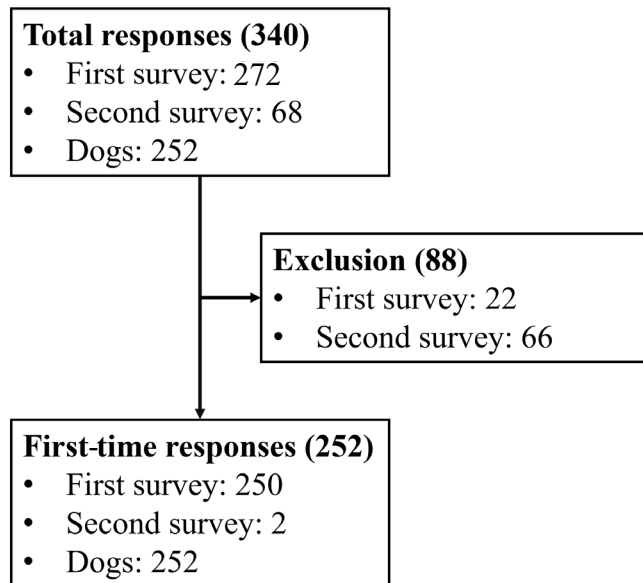 Total responses (340)
• First survey: 272
• Second survey: 68
• Dogs: 252
Exclusion (88)
• First survey: 22
• Second survey: 66
First-time responses (252)
• First survey: 250
• Second survey: 2
• Dogs: 252